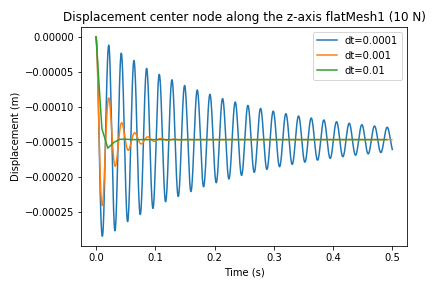 Displacement center node along the z-axis flatMesh1 (10 N)
dt=0.0001
dt=0.001
dt=0.01
0.00000
−0.00005
−0.00010
−0.00015
−0.00020
−0.00025
Displacement (m)
0.0 0.1 0.2 0.3 0.4 0.5
Time (s)